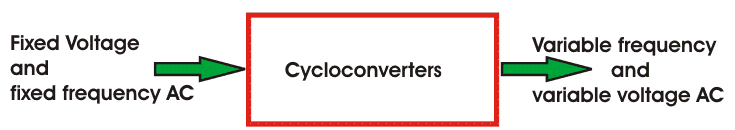 Fixed Voltage
and
fixed frequency AC
Cycloconverters
Variable frequency
and
variable voltage AC